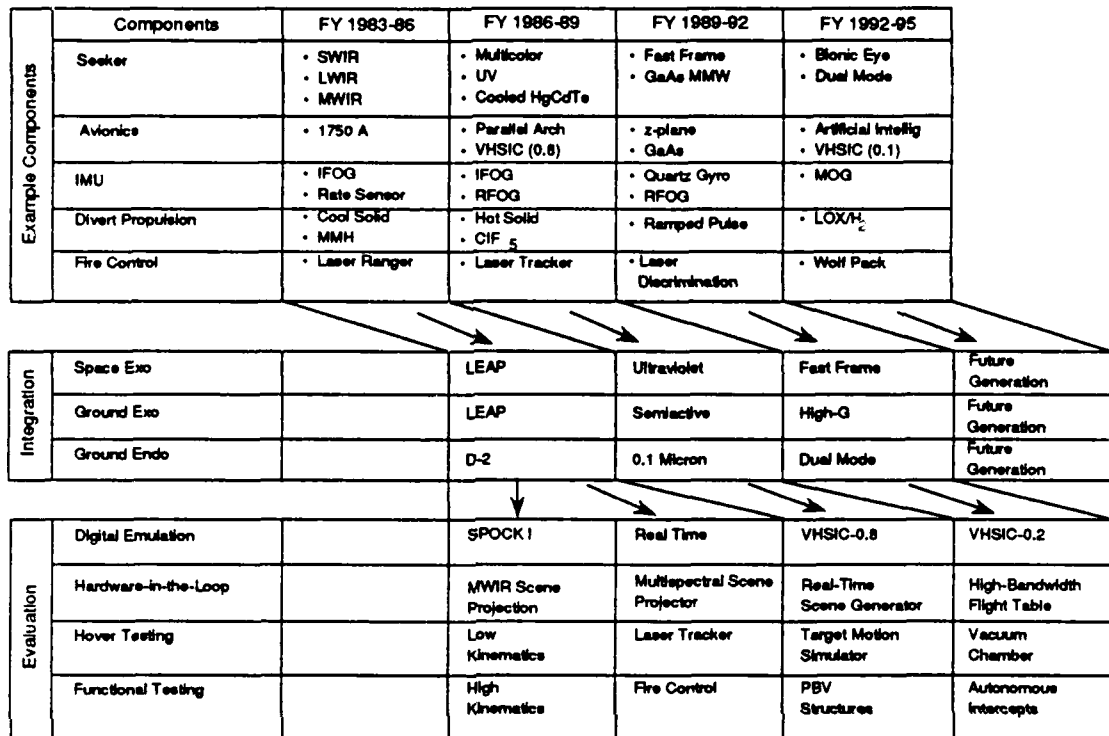 Components FY 1983-86 FY 1986-89 FY 1989-92 FY 1992-95
Example Components
Seeker
• SWIR
• LWIR
• MWIR
• Multicolor
• UV
• Cooled HgCdTe
• Fast Frame
• GaAs MMW
• Bionic Eye
• Dual Mode
Avionics
• 1750 A
• Parallel Arch
• VHSIC (0.8)
• z-plane
• GaAs
• Artificial Intellig
• VHSIC (0.1)
IMU
• IFOG
• Rate Sensor
• IFOG
• RFOG
• Quartz Gyro
• RFOG
• MOG
Divert Propulsion
• Cool Solid
• MMH
• Hot Solid
• ClF 5
• Ramped Pulse
• LOX/H2
Fire Control
• Laser Ranger
• Laser Tracker
• Laser
Discrimination
• Wolf Pack
Integration
Space Exo
LEAP
Ultraviolet
Fast Frame
Future
Generation
Ground Exo
LEAP
Semiactive
High-G
Future
Generation
Ground Endo
D-2
0.1 Micron
Dual Mode
Future
Generation
Evaluation
Digital Emulation
SPOCK I
Real Time
VHSIC-0.8
VHSIC-0.2
Hardware-in-the-Loop
MWIR Scene
Projection
Multispectral Scene
Projector
Real-Time
Scene Generator
High-Bandwidth
Flight Table
Hover Testing
Low
Kinematics
Laser Tracker
Target Motion
Simulator
Vacuum
Chamber
Functional Testing
High
Kinematics
Fire Control
PBV
Structures
Autonomous
Intercepts